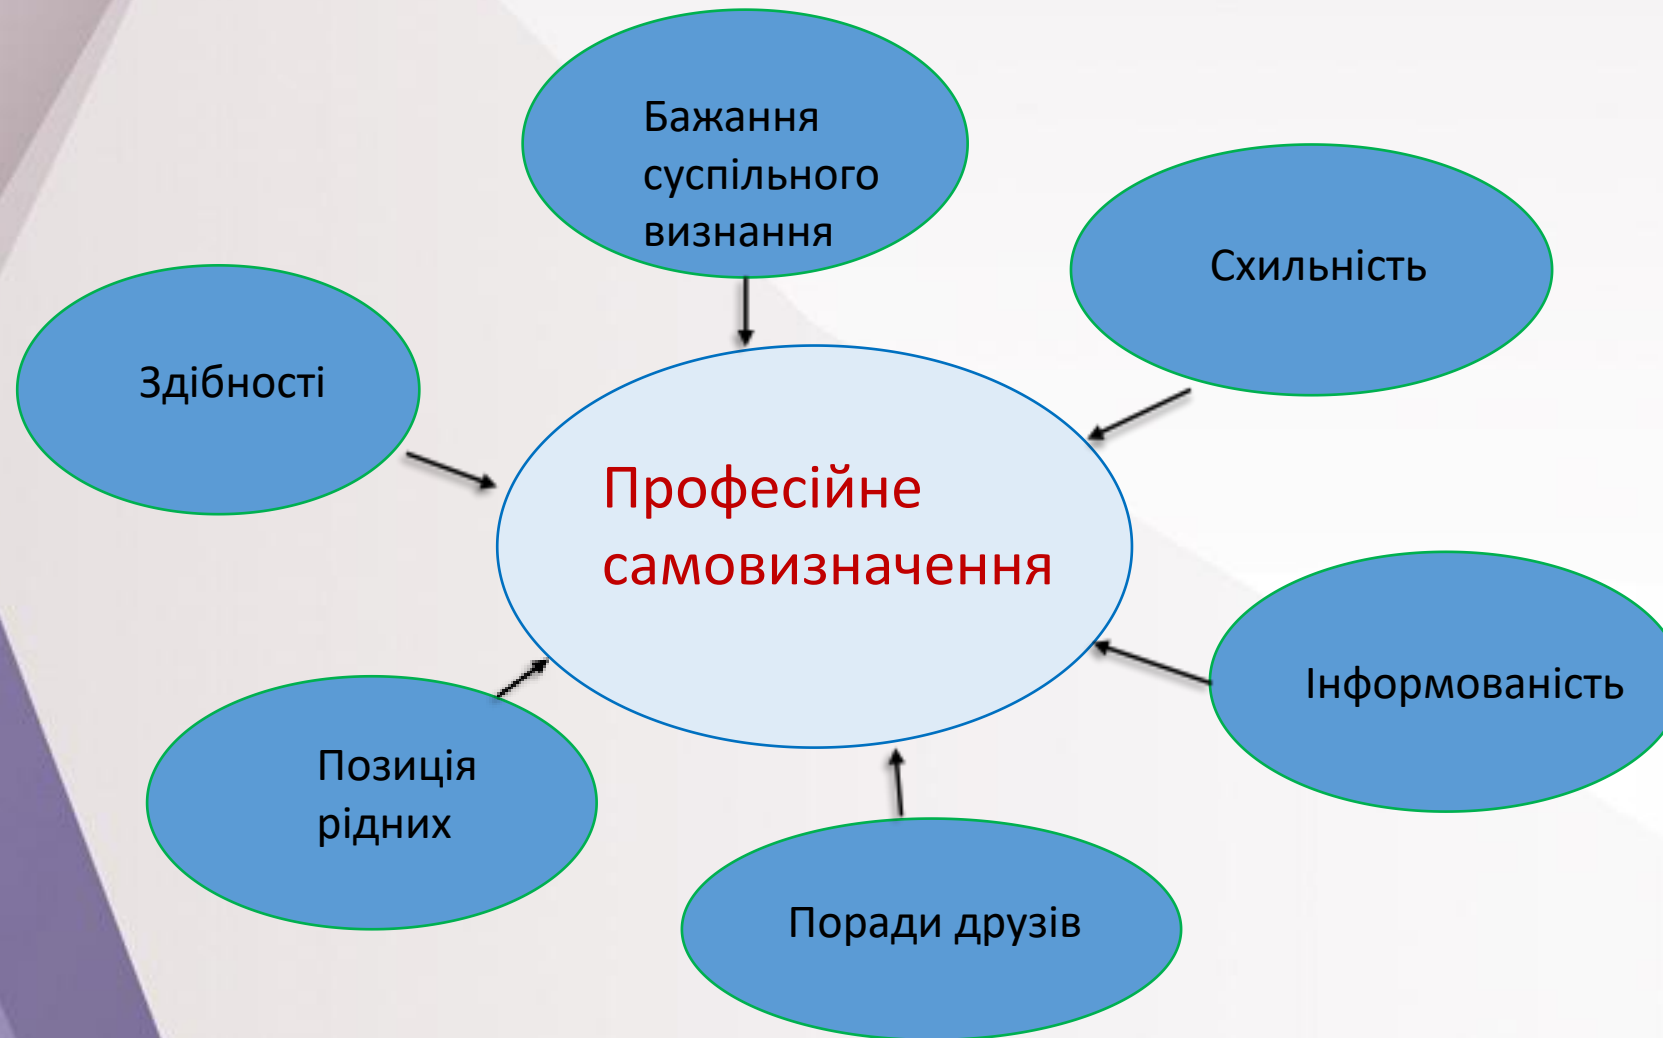 Бажання
суспільного
визнання
Схильність
Здібності
Професійне
самовизначення
Інформованість
Позиція
рідних
Поради друзів